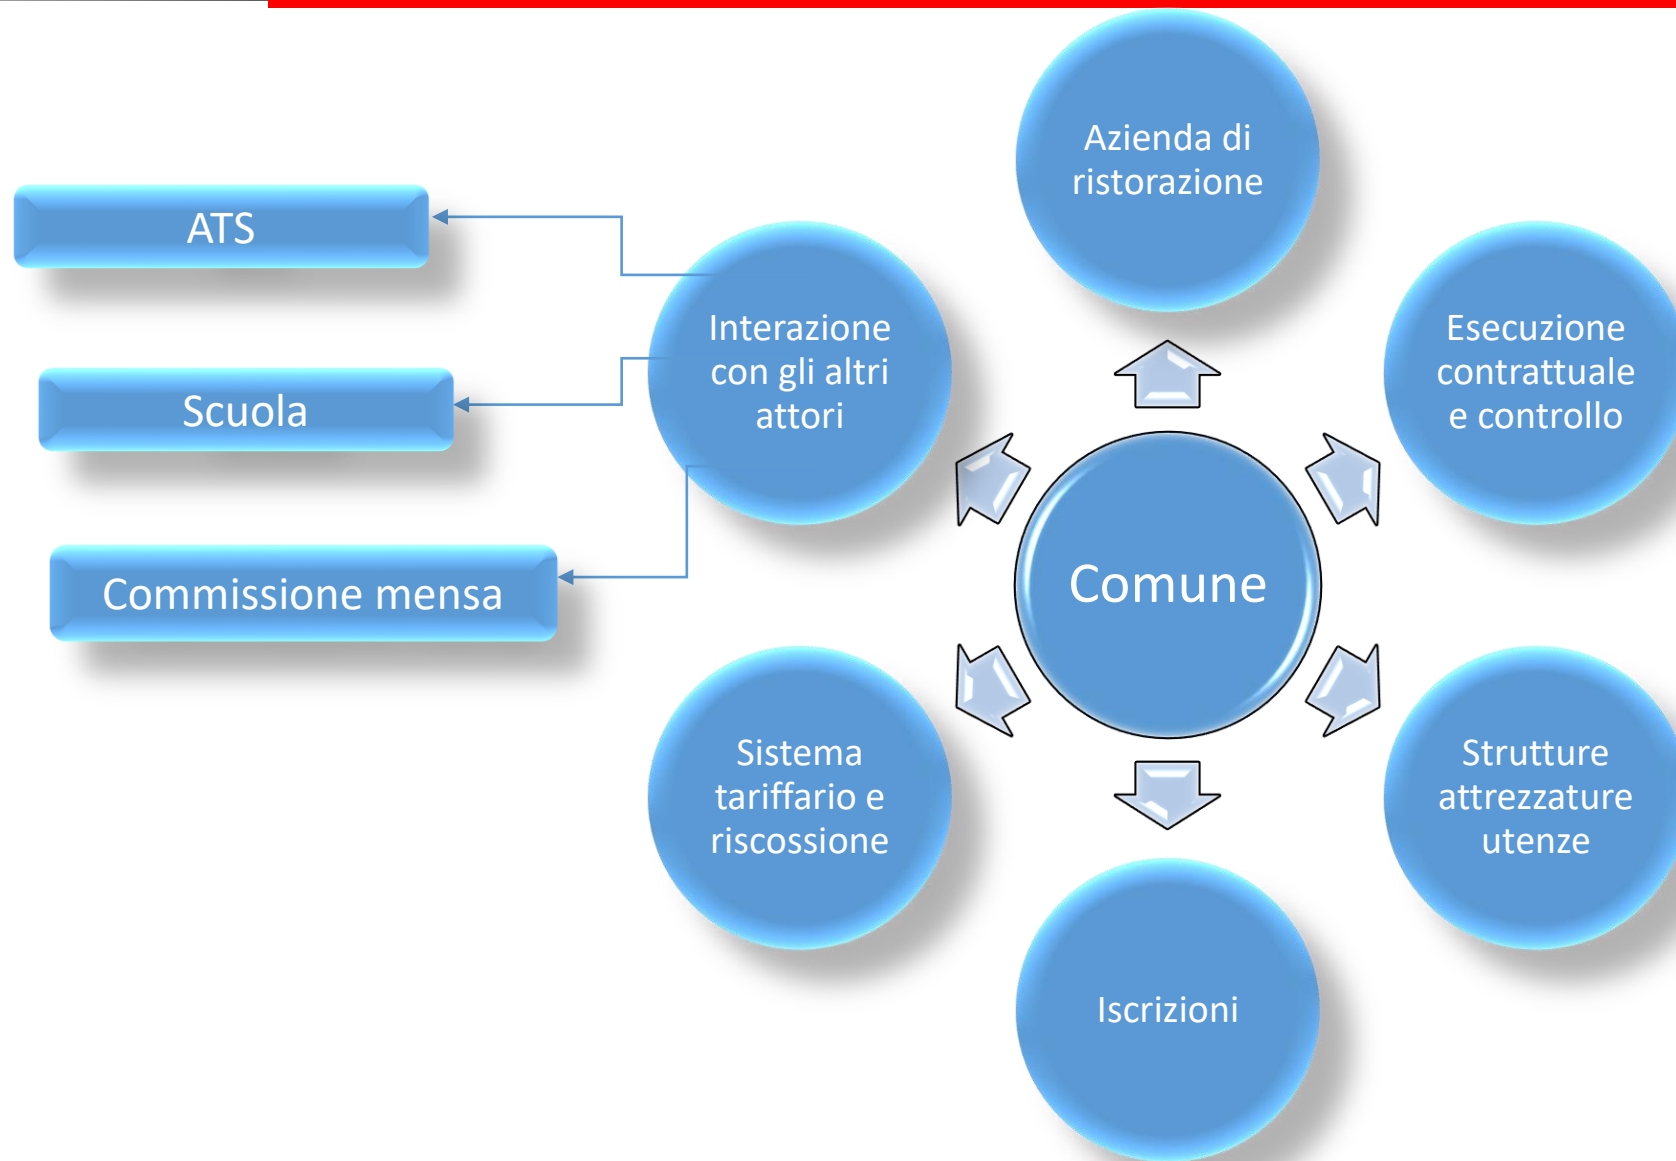 Azienda di
ristorazione
ATS
Interazione
con gli altri
attori
Esecuzione
contrattuale
e controllo
Scuola
Commissione mensa
Comune
Sistema
tariffario e
riscossione
Strutture
attrezzature
utenze
Iscrizioni